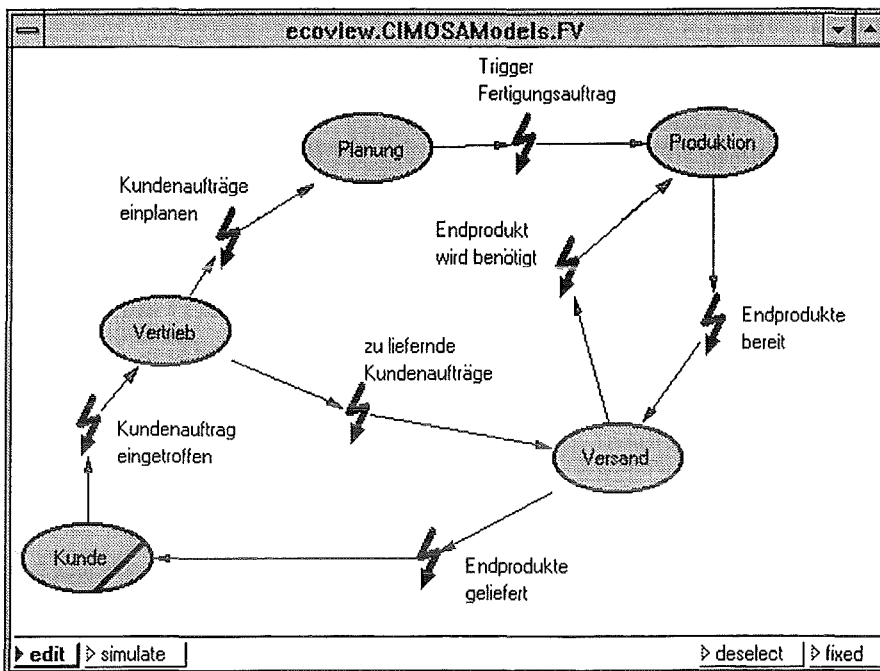 ecoview.CIMOSAModels.FV
Trigger
Fertigungsauftrag
Planung
Produktion
Kundenaufträge
einplanen
Endprodukt
wird benötigt
Vertrieb
Endprodukte
bereit
zu liefernde
Kundenaufträge
Kundenauftrag
eingetroffen
Versand
Kunde
Endprodukte
geliefert
edit
simulate
deselect
fixed